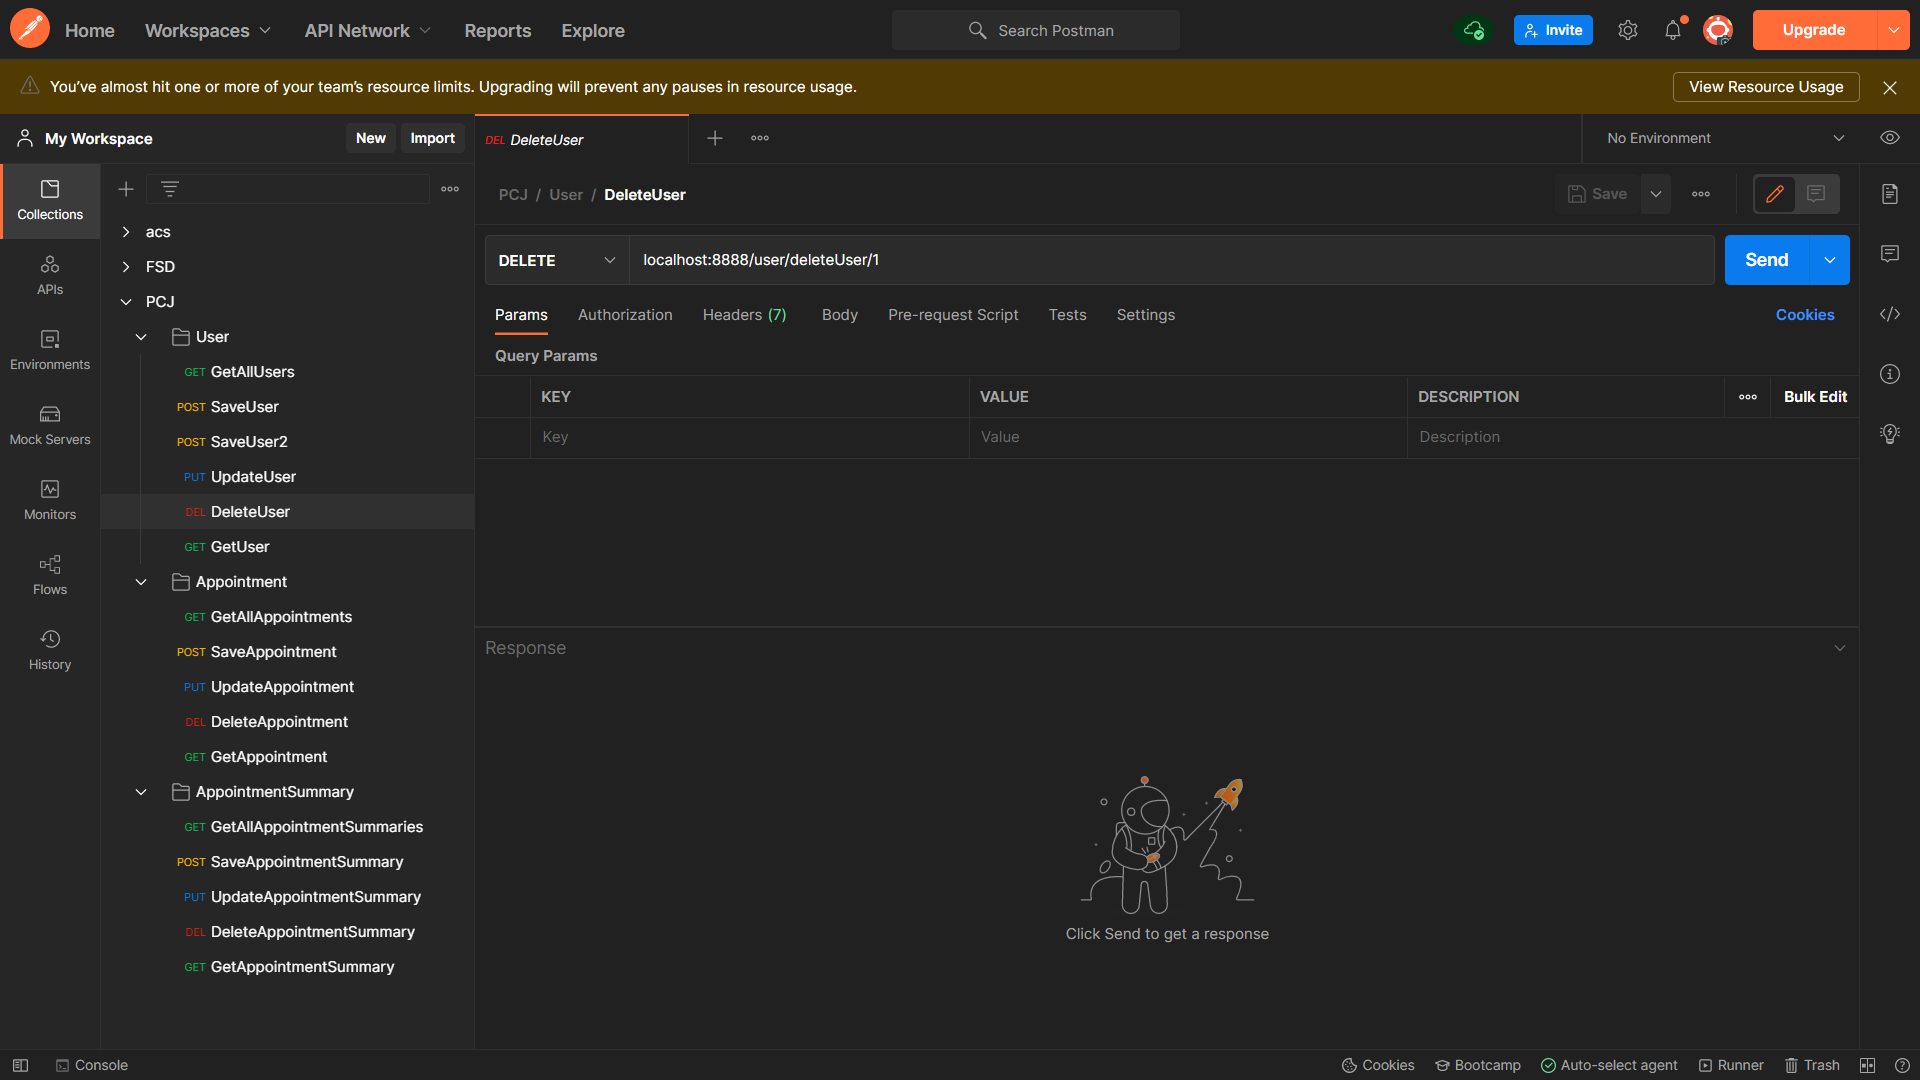 Home
Workspaces
API Network
Reports
Explore
Search Postman
Invite
Upgrade
You've almost hit one or more of your team's resource limits. Upgrading will prevent any pauses in resource usage.
View Resource Usage
My Workspace
New
Import
DEL DeleteUser
No Environment
Collections
APIs
Environments
Mock Servers
Monitors
Flows
History
acs
FSD
PCJ
User
GET GetAllUsers
POST SaveUser
POST SaveUser2
PUT UpdateUser
DEL DeleteUser
GET GetUser
Appointment
GET GetAllAppointments
POST SaveAppointment
PUT UpdateAppointment
DEL DeleteAppointment
GET GetAppointment
AppointmentSummary
GET GetAllAppointmentSummaries
POST SaveAppointmentSummary
PUT UpdateAppointmentSummary
DEL DeleteAppointmentSummary
GET GetAppointmentSummary
PCJ / User / DeleteUser
Save
DELETE
localhost:8888/user/deleteUser/1
Send
Params
Authorization
Headers (7)
Body
Pre-request Script
Tests
Settings
Cookies
Query Params
KEY
VALUE
DESCRIPTION
Bulk Edit
Key
Value
Description
Response
Click Send to get a response
Console
Cookies
Bootcamp
Auto-select agent
Runner
Trash